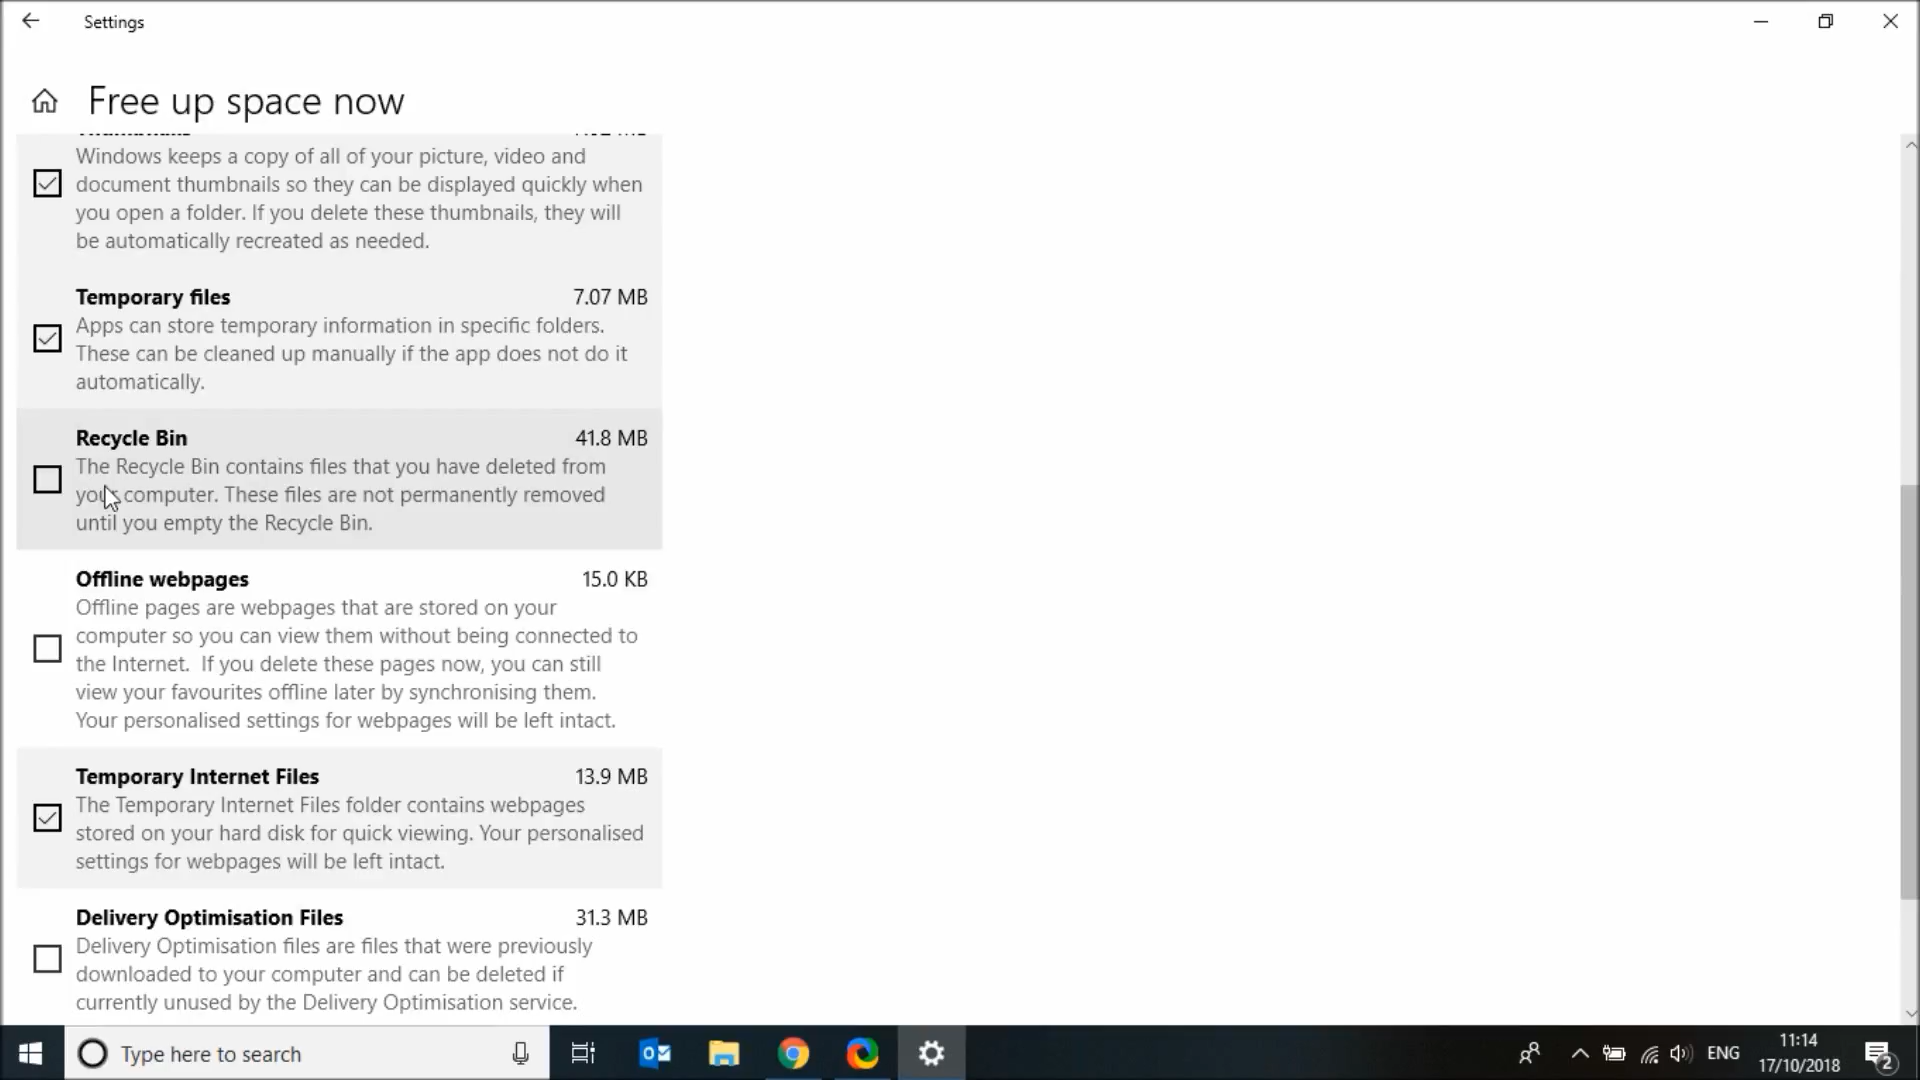 Settings
Free up space now
Windows keeps a copy of all of your picture, video and
document thumbnails so they can be displayed quickly when
you open a folder. If you delete these thumbnails, they will
be automatically recreated as needed.
Temporary files 7.07 MB
Apps can store temporary information in specific folders.
These can be cleaned up manually if the app does not do it
automatically.
Recycle Bin 41.8 MB
The Recycle Bin contains files that you have deleted from
your computer. These files are not permanently removed
until you empty the Recycle Bin.
Offline webpages 15.0 KB
Offline pages are webpages that are stored on your
computer so you can view them without being connected to
the Internet.  If you delete these pages now, you can still
view your favourites offline later by synchronising them.
Your personalised settings for webpages will be left intact.
Temporary Internet Files 13.9 MB
The Temporary Internet Files folder contains webpages
stored on your hard disk for quick viewing. Your personalised
settings for webpages will be left intact.
Delivery Optimisation Files 31.3 MB
Delivery Optimisation files are files that were previously
downloaded to your computer and can be deleted if
currently unused by the Delivery Optimisation service.
Type here to search
ENG
11:14
17/10/2018
2